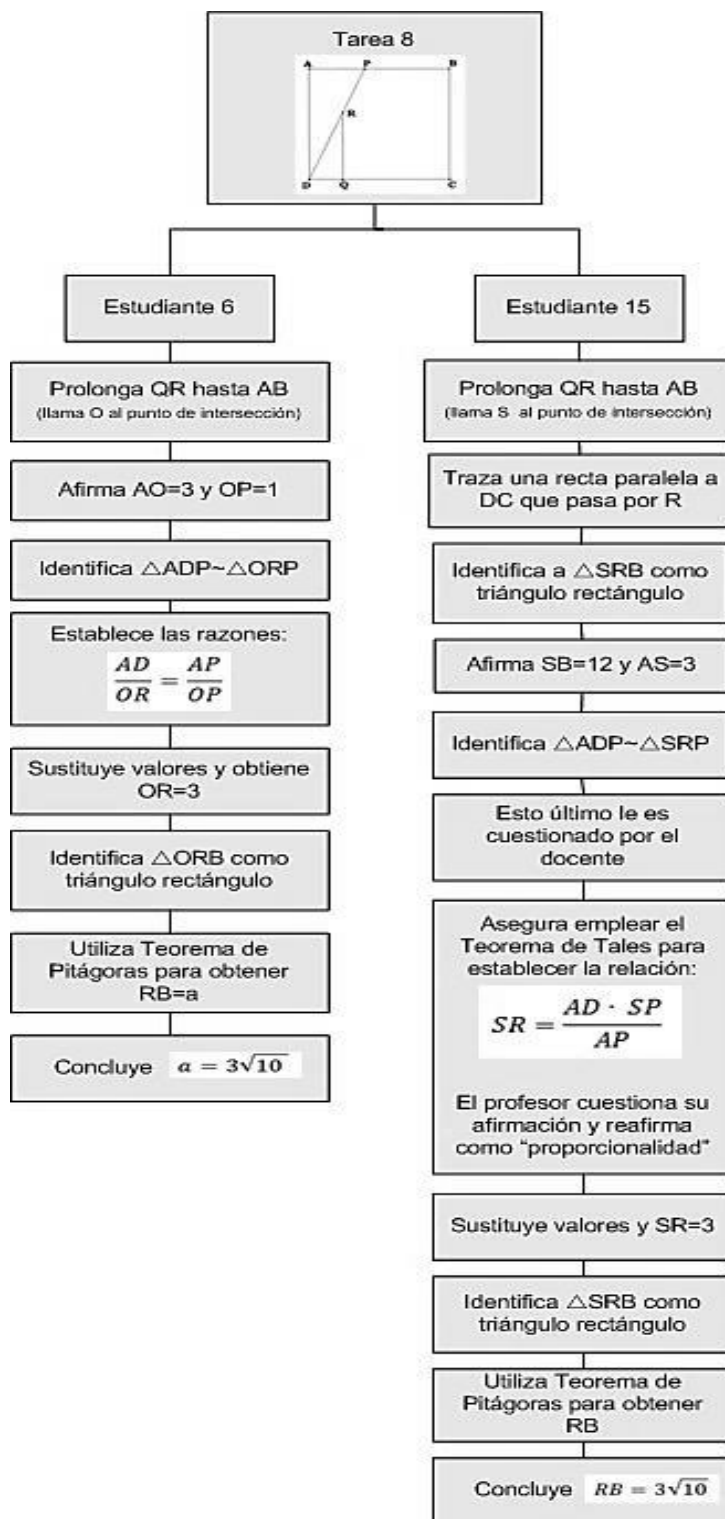 Tarea 8
A P B
R
D Q C
Estudiante 6
Prolonga QR hasta AB
(llama O al punto de intersección)
Afirma AO=3 y OP=1
Identifica △ADP~△ORP
Establece las razones:
AD/OR = AP/OP
Sustituye valores y obtiene
OR=3
Identifica △ORB como
triángulo rectángulo
Utiliza Teorema de
Pitágoras para obtener
RB=a
Concluye a = 3√10
Estudiante 15
Prolonga QR hasta AB
(llama S al punto de intersección)
Traza una recta paralela a
DC que pasa por R
Identifica a △SRB como
triángulo rectángulo
Afirma SB=12 y AS=3
Identifica △ADP~△SRP
Esto último le es
cuestionado por el
docente
Asegura emplear el
Teorema de Tales para
establecer la relación:
SR = AD · SP / AP
El profesor cuestiona su
afirmación y reafirma
como “proporcionalidad”
Sustituye valores y SR=3
Identifica △SRB como
triángulo rectángulo
Utiliza Teorema de
Pitágoras para obtener
RB
Concluye RB = 3√10